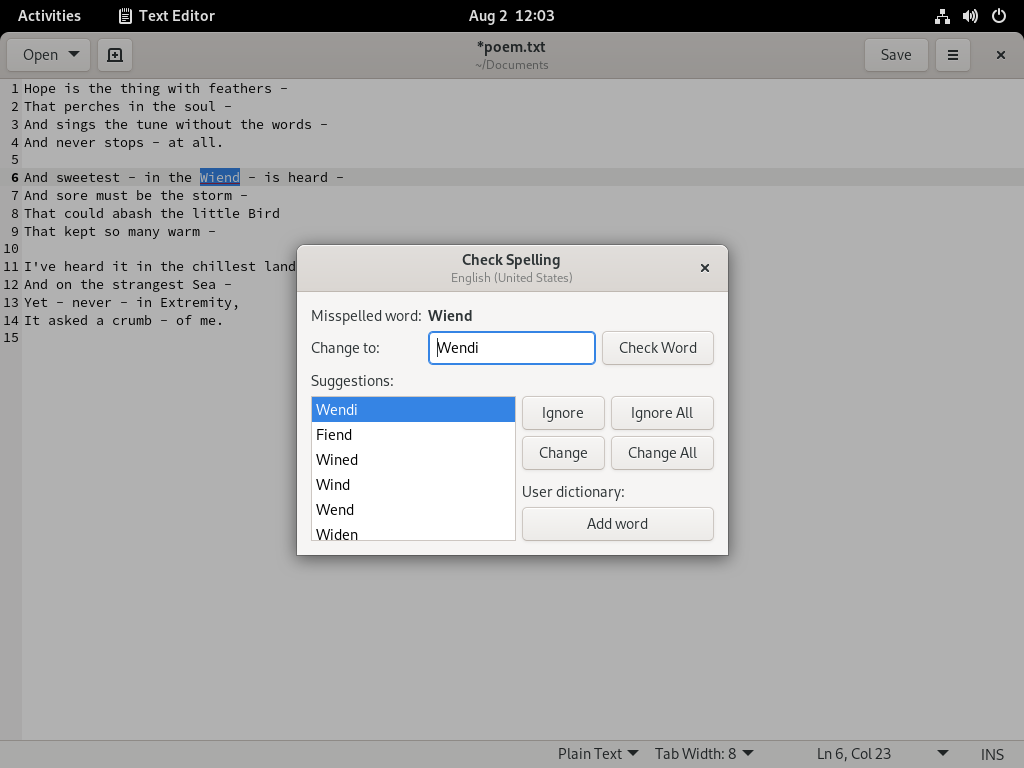 Activities Text Editor Aug 2 12:03
Open *poem.txt Save
~/Documents
1 Hope is the thing with feathers –
2 That perches in the soul –
3 And sings the tune without the words –
4 And never stops – at all.
5
6 And sweetest – in the Wiend – is heard –
7 And sore must be the storm –
8 That could abash the little Bird
9 That kept so many warm –
10
11 I've heard it in the chillest land
12 And on the strangest Sea –
13 Yet – never – in Extremity,
14 It asked a crumb – of me.
15
Check Spelling
English (United States)
Misspelled word: Wiend
Change to: Wendi Check Word
Suggestions:
Wendi
Fiend
Wined
Wind
Wend
Widen
Ignore Ignore All
Change Change All
User dictionary:
Add word
Plain Text Tab Width: 8 Ln 6, Col 23 INS